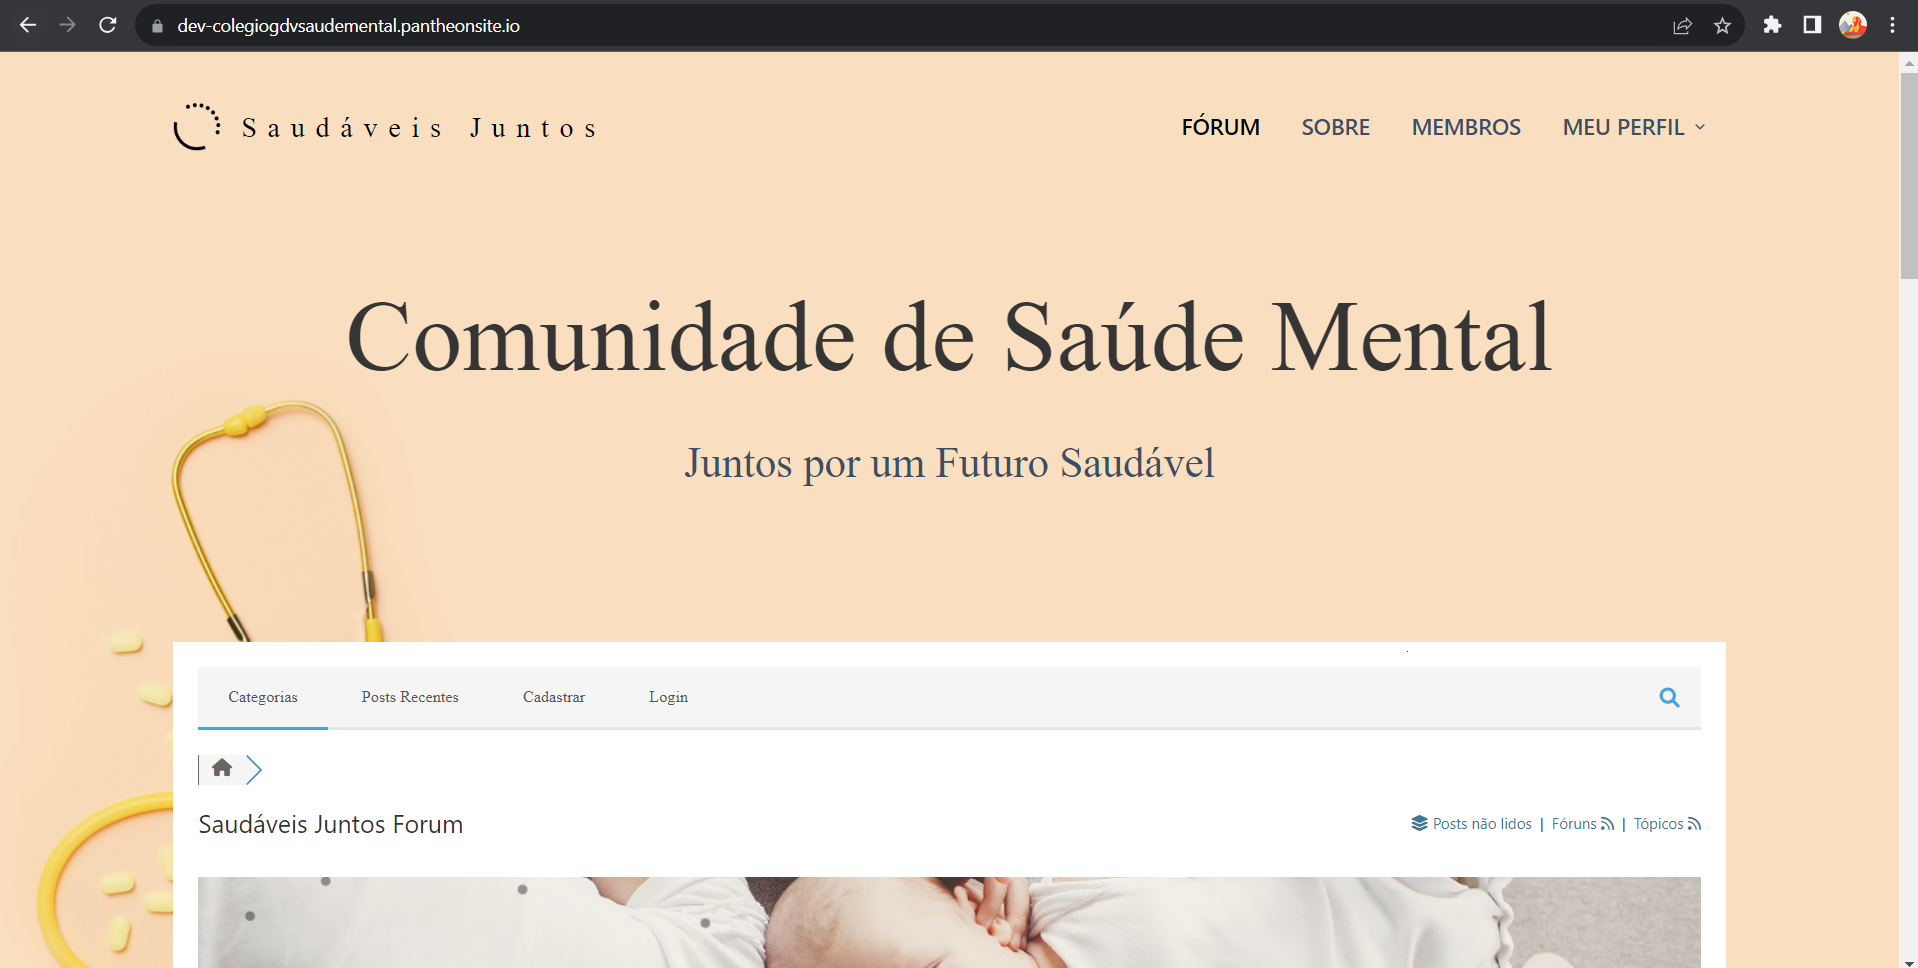 dev-colegiogdvsaudemental.pantheonsite.io
Saudáveis Juntos
FÓRUM SOBRE MEMBROS MEU PERFIL
Comunidade de Saúde Mental
Juntos por um Futuro Saudável
Categorias Posts Recentes Cadastrar Login
Saudáveis Juntos Forum
Posts não lidos | Fóruns | Tópicos